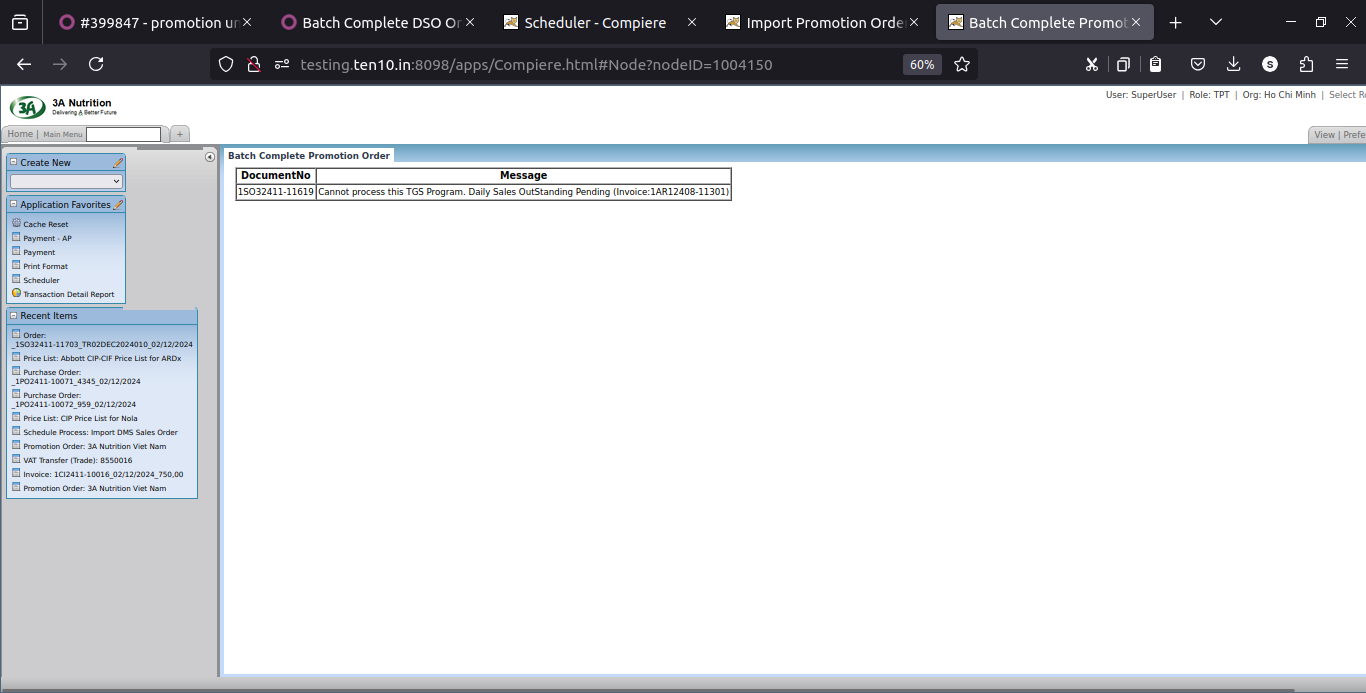 #399847 - promotion ur
Batch Complete DSO Or
Scheduler - Compiere
Import Promotion Orde
Batch Complete Promot
testing.ten10.in:8098/apps/Compiere.html#Node?nodeID=1004150
60%
S
3A
3A Nutrition
Delivering A Better Future
User: SuperUser | Role: TPT | Org: Ho Chi Minh | Select Ro
Home | Main Menu
+
View | Prefe
Create New
Application Favorites
Cache Reset
Payment - AP
Payment
Print Format
Scheduler
Transaction Detail Report
Recent Items
Order:
_1SO32411-11703_TR02DEC2024010_02/12/2024
Price List: Abbott CIP-CIF Price List for ARDx
Purchase Order:
_1PO2411-10071_4345_02/12/2024
Purchase Order:
_1PO2411-10072_959_02/12/2024
Price List: CIP Price List for Nola
Schedule Process: Import DMS Sales Order
Promotion Order: 3A Nutrition Viet Nam
VAT Transfer (Trade): 8550016
Invoice: 1CI2411-10016_02/12/2024_750,00
Promotion Order: 3A Nutrition Viet Nam
Batch Complete Promotion Order
DocumentNo Message
1SO32411-11619 Cannot process this TGS Program. Daily Sales OutStanding Pending (Invoice:1AR12408-11301)